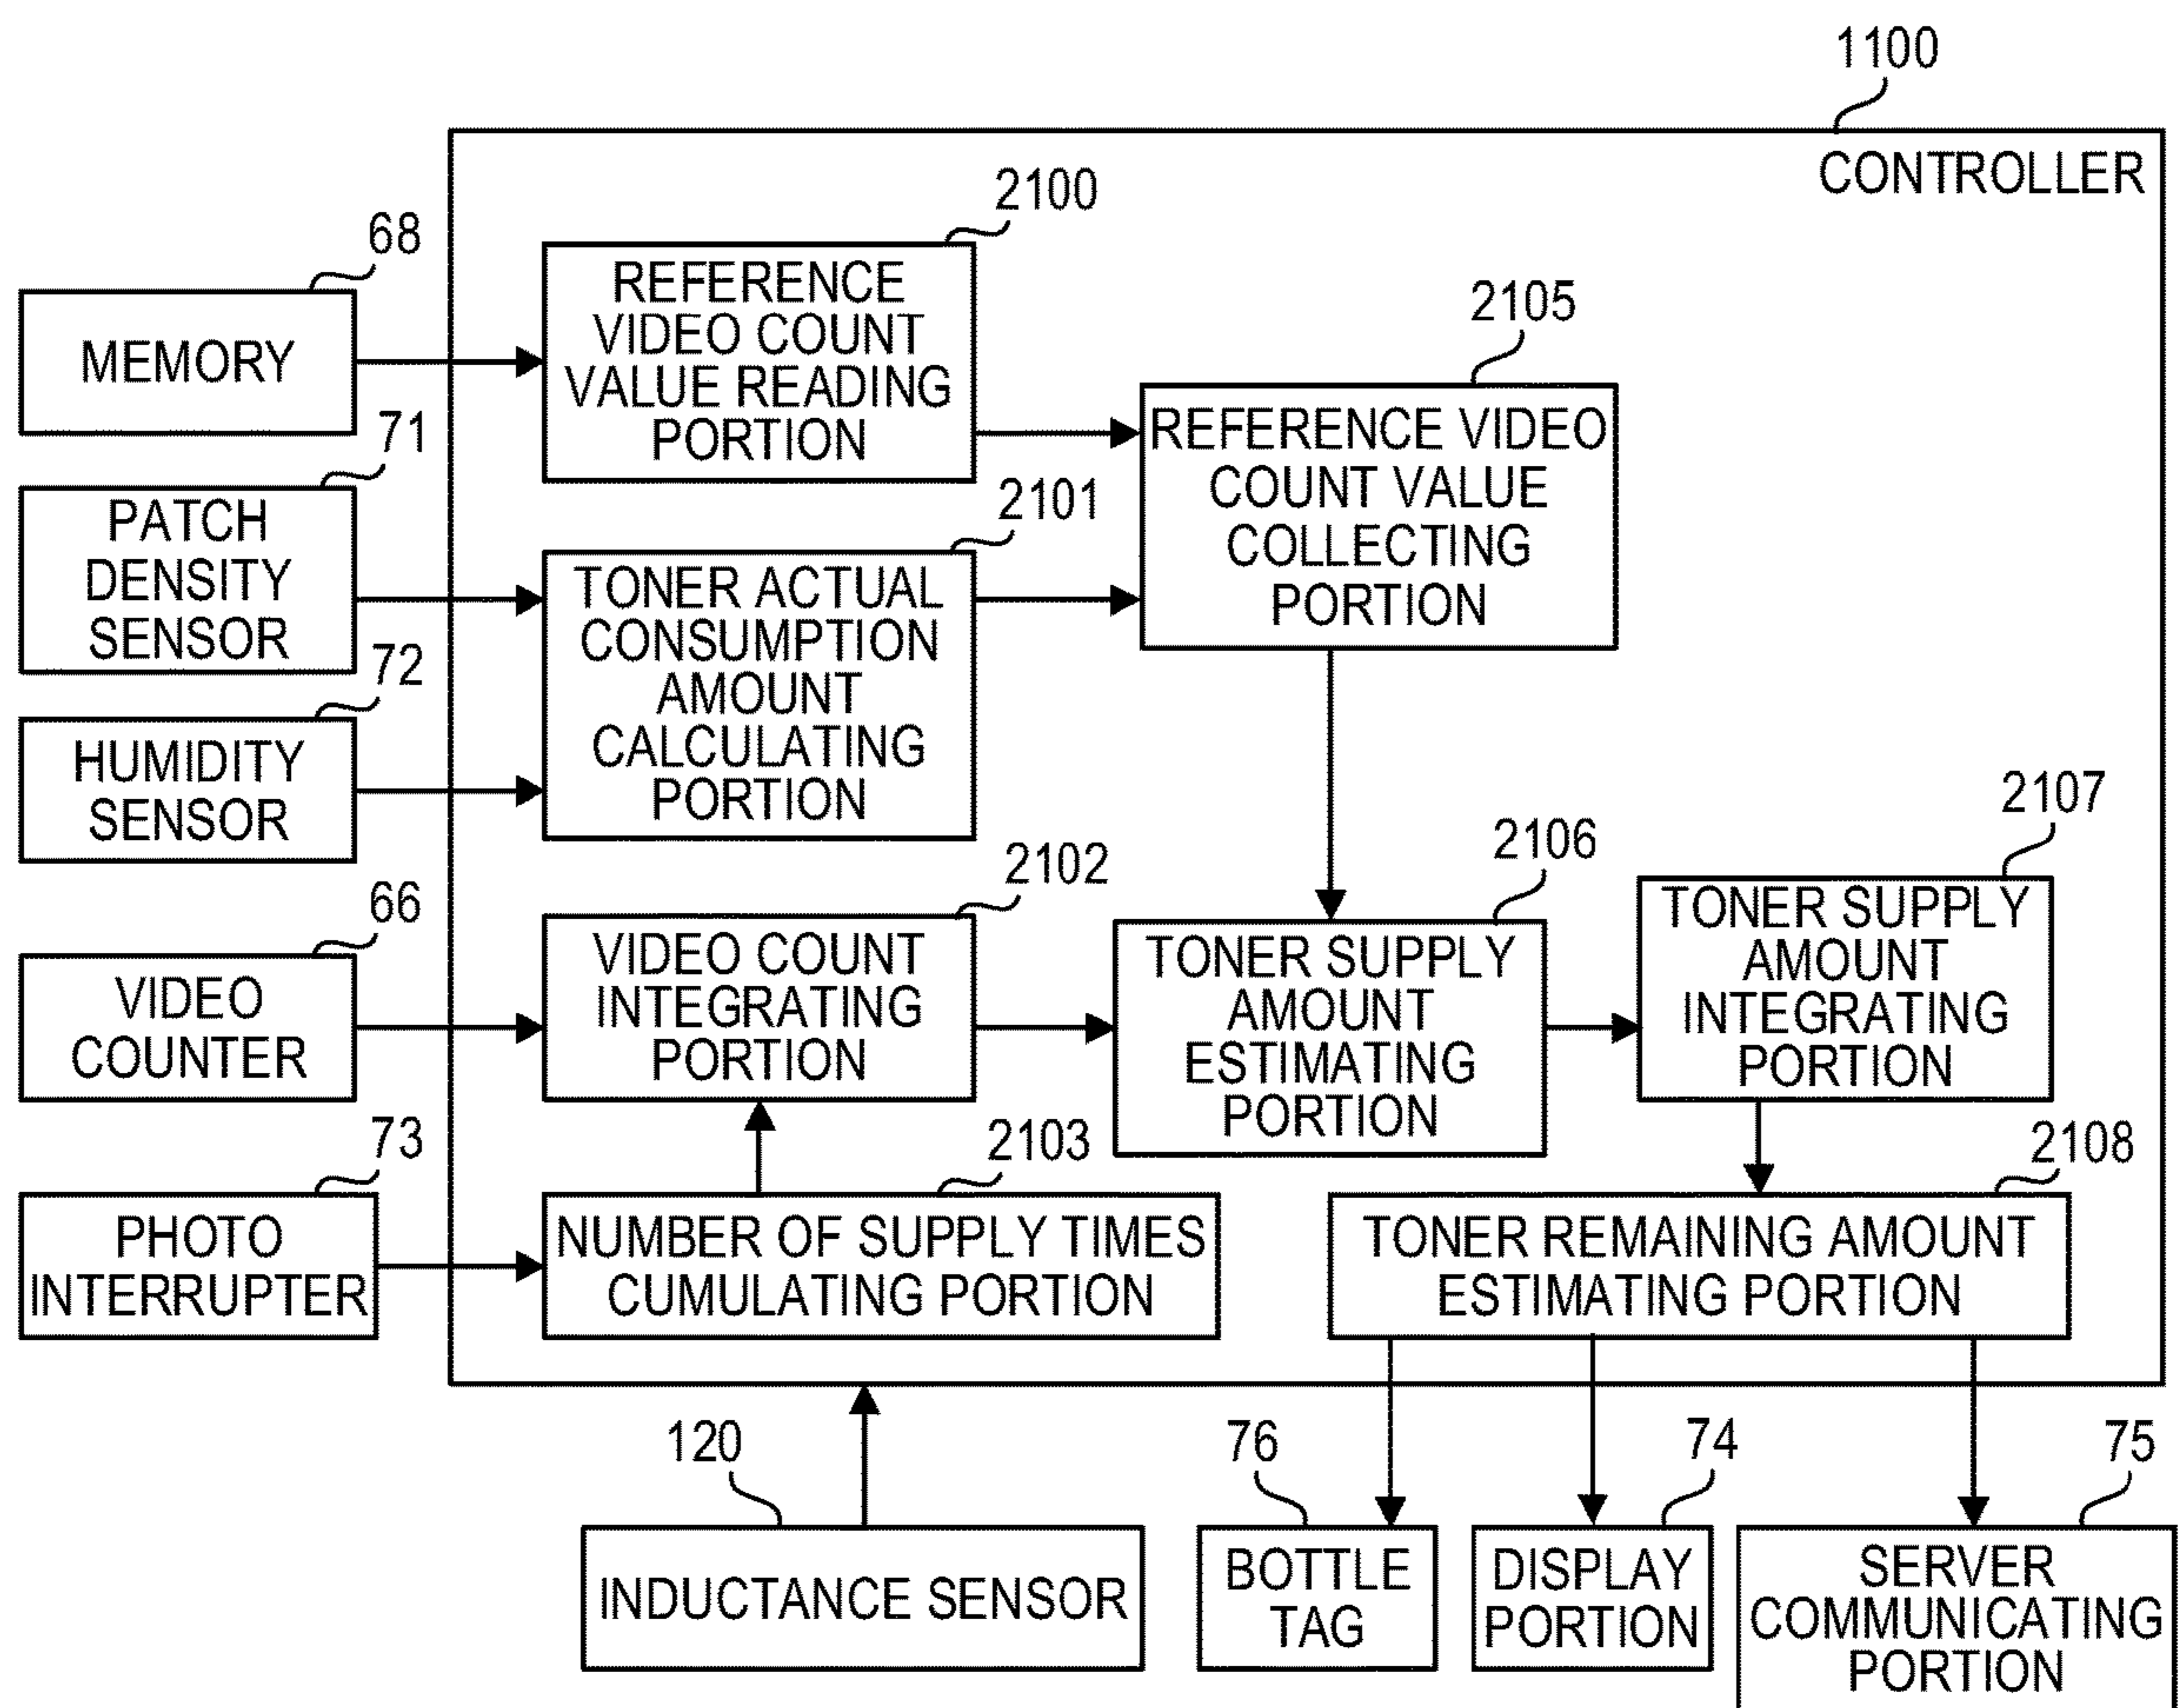 1100
CONTROLLER
2100
68
REFERENCE
VIDEO COUNT
VALUE READING
PORTION
MEMORY
2105
REFERENCE VIDEO
COUNT VALUE
COLLECTING
PORTION
71
PATCH
DENSITY
SENSOR
2101
TONER ACTUAL
CONSUMPTION
AMOUNT
CALCULATING
PORTION
72
HUMIDITY
SENSOR
2102
66
VIDEO COUNT
INTEGRATING
PORTION
VIDEO
COUNTER
2106
TONER SUPPLY
AMOUNT
ESTIMATING
PORTION
2107
TONER SUPPLY
AMOUNT
INTEGRATING
PORTION
73
PHOTO
INTERRUPTER
2103
NUMBER OF SUPPLY TIMES
CUMULATING PORTION
2108
TONER REMAINING AMOUNT
ESTIMATING PORTION
120
INDUCTANCE SENSOR
76
BOTTLE
TAG
74
DISPLAY
PORTION
75
SERVER
COMMUNICATING
PORTION